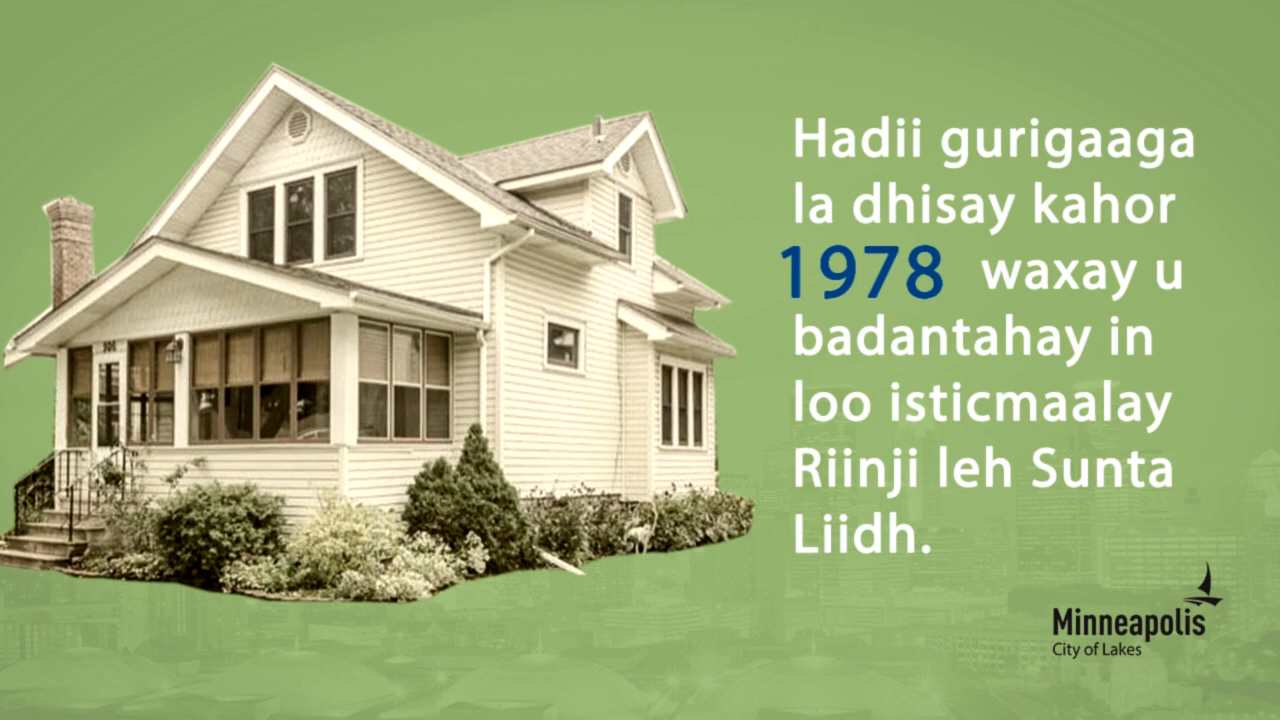 Hadii gurigaaga
la dhisay kahor
1978 waxay u
badantahay in
loo isticmaalay
Riinji leh Sunta
Liidh.
Minneapolis
City of Lakes